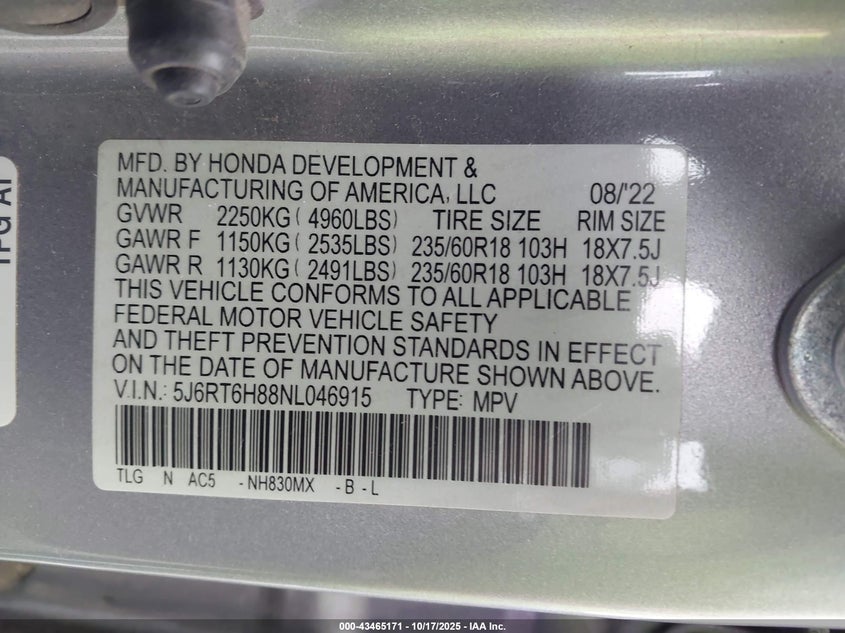 MFD. BY HONDA DEVELOPMENT &
MANUFACTURING OF AMERICA, LLC 08/'22
GVWR 2250KG ( 4960LBS) TIRE SIZE RIM SIZE
GAWR F 1150KG ( 2535LBS) 235/60R18 103H 18X7.5J
GAWR R 1130KG ( 2491LBS) 235/60R18 103H 18X7.5J
THIS VEHICLE CONFORMS TO ALL APPLICABLE
FEDERAL MOTOR VEHICLE SAFETY
AND THEFT PREVENTION STANDARDS IN EFFECT
ON THE DATE OF MANUFACTURE SHOWN ABOVE.
V.I.N.: 5J6RT6H88NL046915 TYPE: MPV
TLG N AC5 -NH830MX -B - L
000-43465171 - 10/17/2025 - IAA Inc.